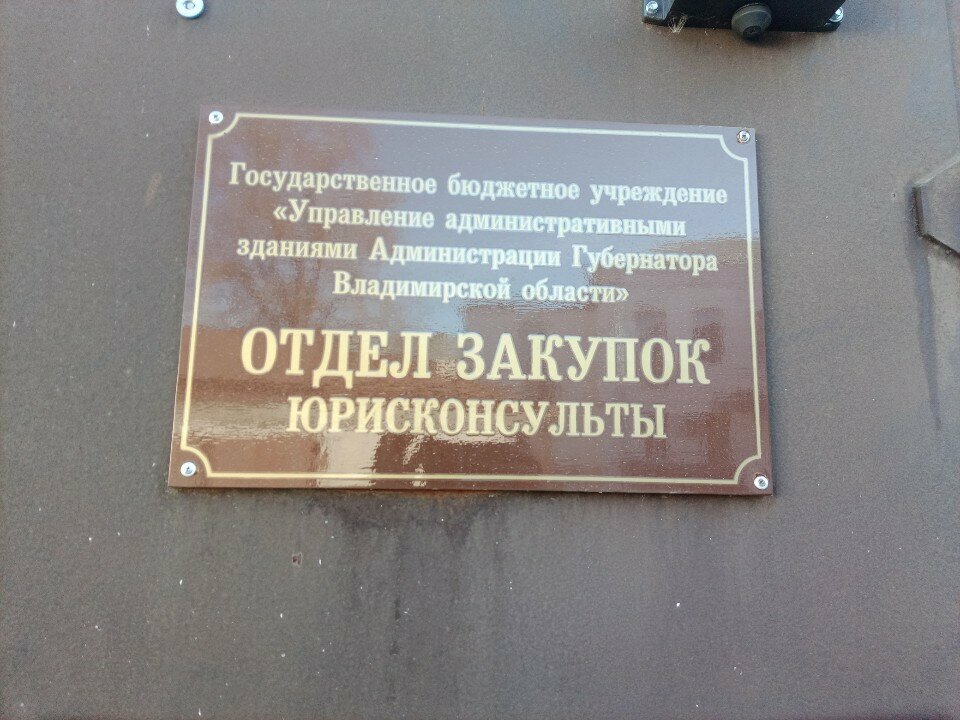 Государственное бюджетное учреждение
«Управление административными
зданиями Администрации Губернатора
Владимирской области»
ОТДЕЛ ЗАКУПОК
ЮРИСКОНСУЛЬТЫ